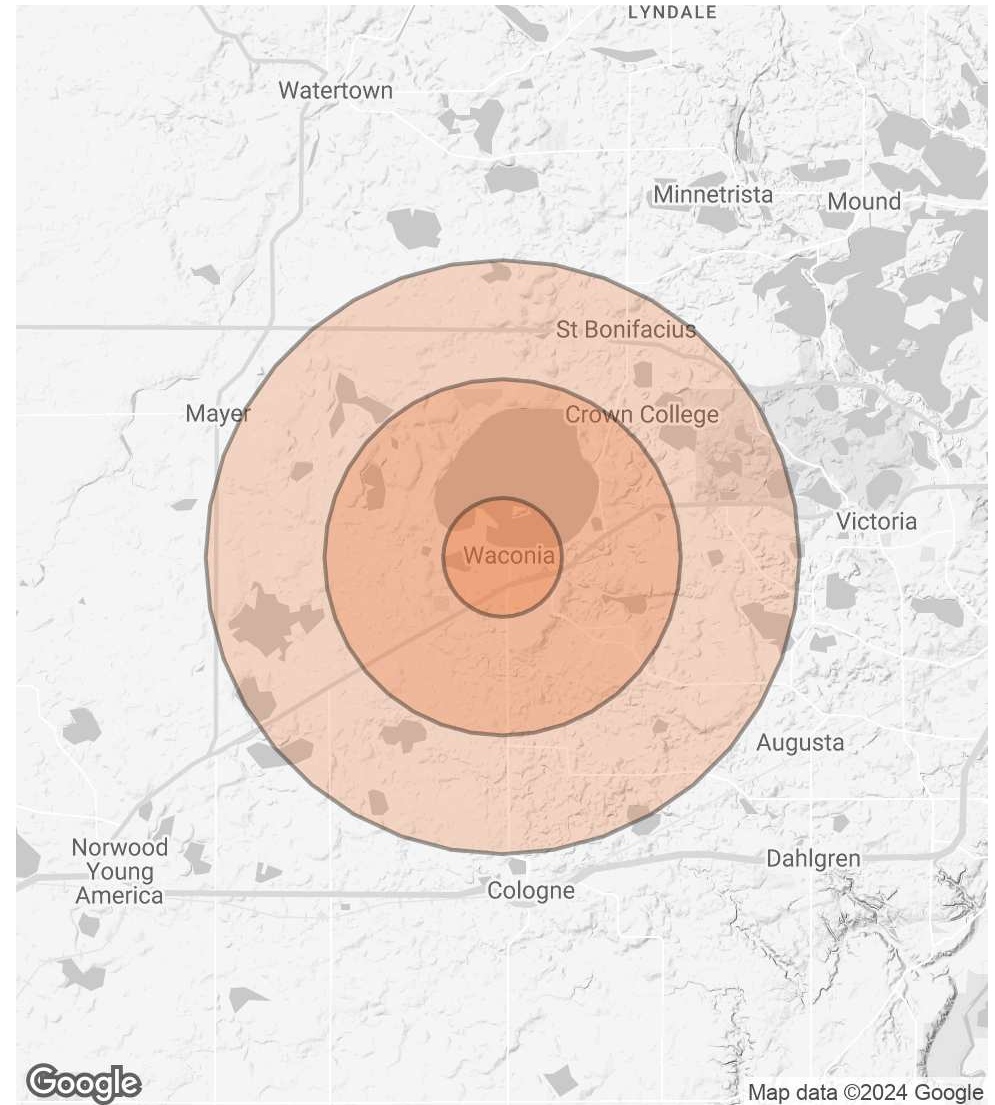 LYNDALE
Watertown
Minnetrista
Mound
St Bonifacius
Mayer
Crown College
Victoria
Waconia
Augusta
Norwood
Young
America
Dahlgren
Cologne
Google
Map data ©2024 Google